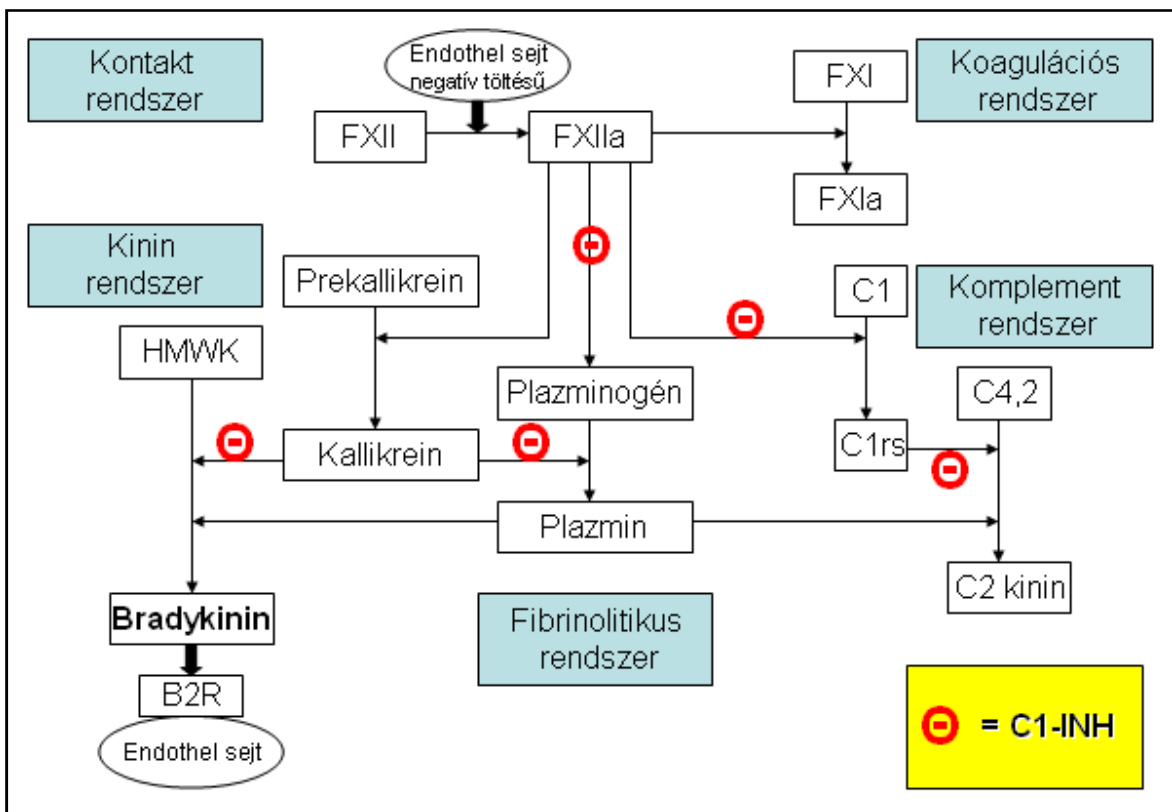 Kontakt
rendszer
Endothel sejt
negatív töltésű
FXI
Koagulációs
rendszer
FXII
FXIIa
FXIa
Kinin
rendszer
Prekallikrein
C1
Komplement
rendszer
HMWK
Plazminogén
C4,2
Kallikrein
C1rs
Plazmin
C2 kinin
Bradykinin
Fibrinolitikus
rendszer
B2R
Endothel sejt
= C1-INH